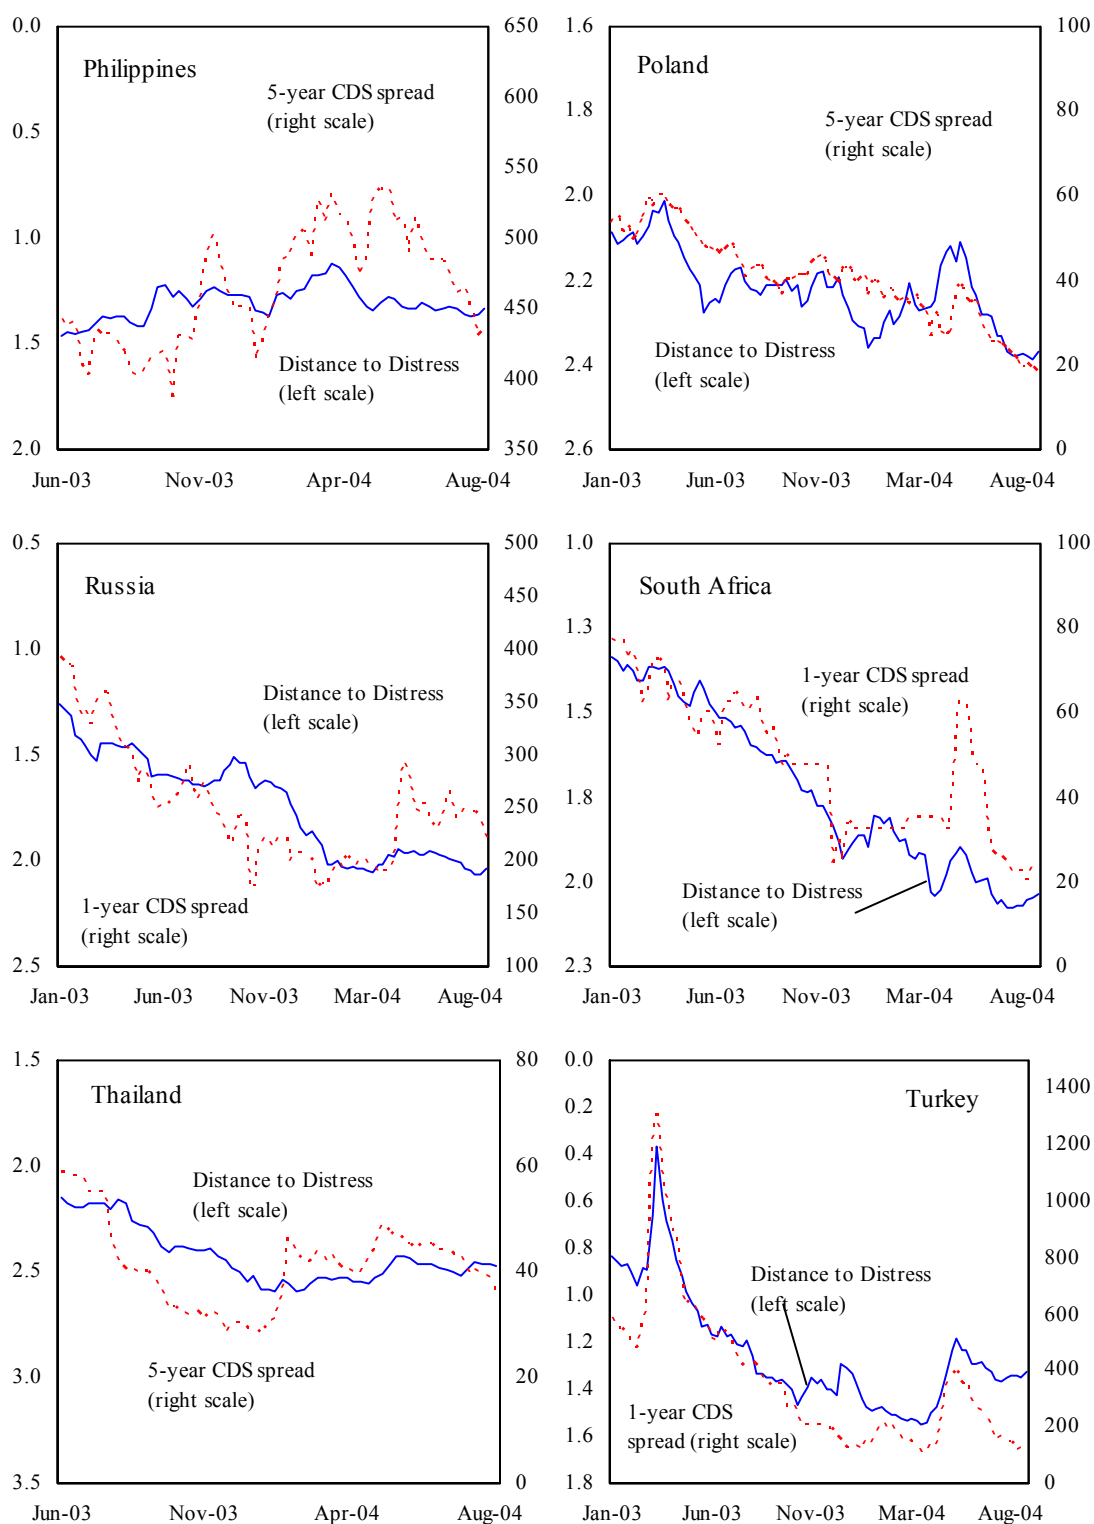 0.0
0.5
1.0
1.5
2.0
650
600
550
500
450
400
350
Philippines
5-year CDS spread
(right scale)
Distance to Distress
(left scale)
Jun-03 Nov-03 Apr-04 Aug-04
1.6
1.8
2.0
2.2
2.4
2.6
100
80
60
40
20
0
Poland
5-year CDS spread
(right scale)
Distance to Distress
(left scale)
Jan-03 Jun-03 Nov-03 Mar-04 Aug-04
0.5
1.0
1.5
2.0
2.5
500
450
400
350
300
250
200
150
100
Russia
Distance to Distress
(left scale)
1-year CDS spread
(right scale)
Jan-03 Jun-03 Nov-03 Mar-04 Aug-04
1.0
1.3
1.5
1.8
2.0
2.3
100
80
60
40
20
0
South Africa
1-year CDS spread
(right scale)
Distance to Distress
(left scale)
Jan-03 Jun-03 Nov-03 Mar-04 Aug-04
1.5
2.0
2.5
3.0
3.5
80
60
40
20
0
Thailand
Distance to Distress
(left scale)
5-year CDS spread
(right scale)
Jun-03 Nov-03 Apr-04 Aug-04
0.0
0.2
0.4
0.6
0.8
1.0
1.2
1.4
1.6
1.8
1400
1200
1000
800
600
400
200
0
Turkey
Distance to Distress
(left scale)
1-year CDS
spread (right scale)
Jan-03 Jun-03 Nov-03 Mar-04 Aug-04